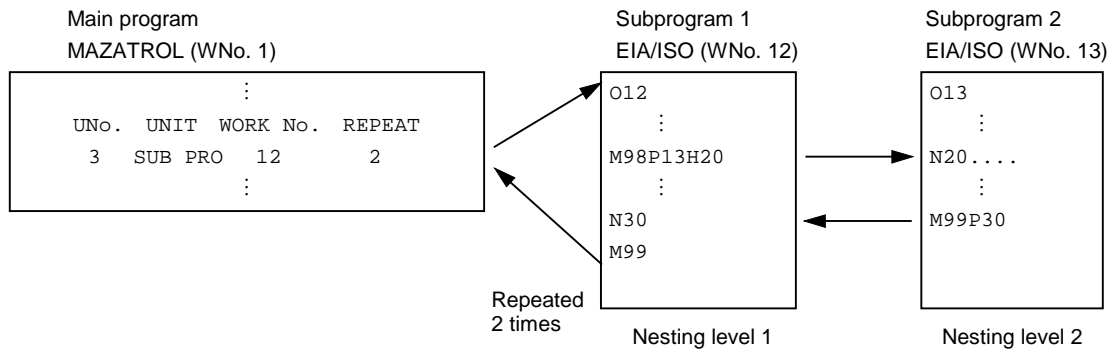 Main program
MAZATROL (WNo. 1)
UNo. UNIT WORK No. REPEAT
3 SUB PRO 12 2
Subprogram 1
EIA/ISO (WNo. 12)
O12
M98P13H20
N30
M99
Repeated
2 times
Nesting level 1
Subprogram 2
EIA/ISO (WNo. 13)
O13
N20....
M99P30
Nesting level 2